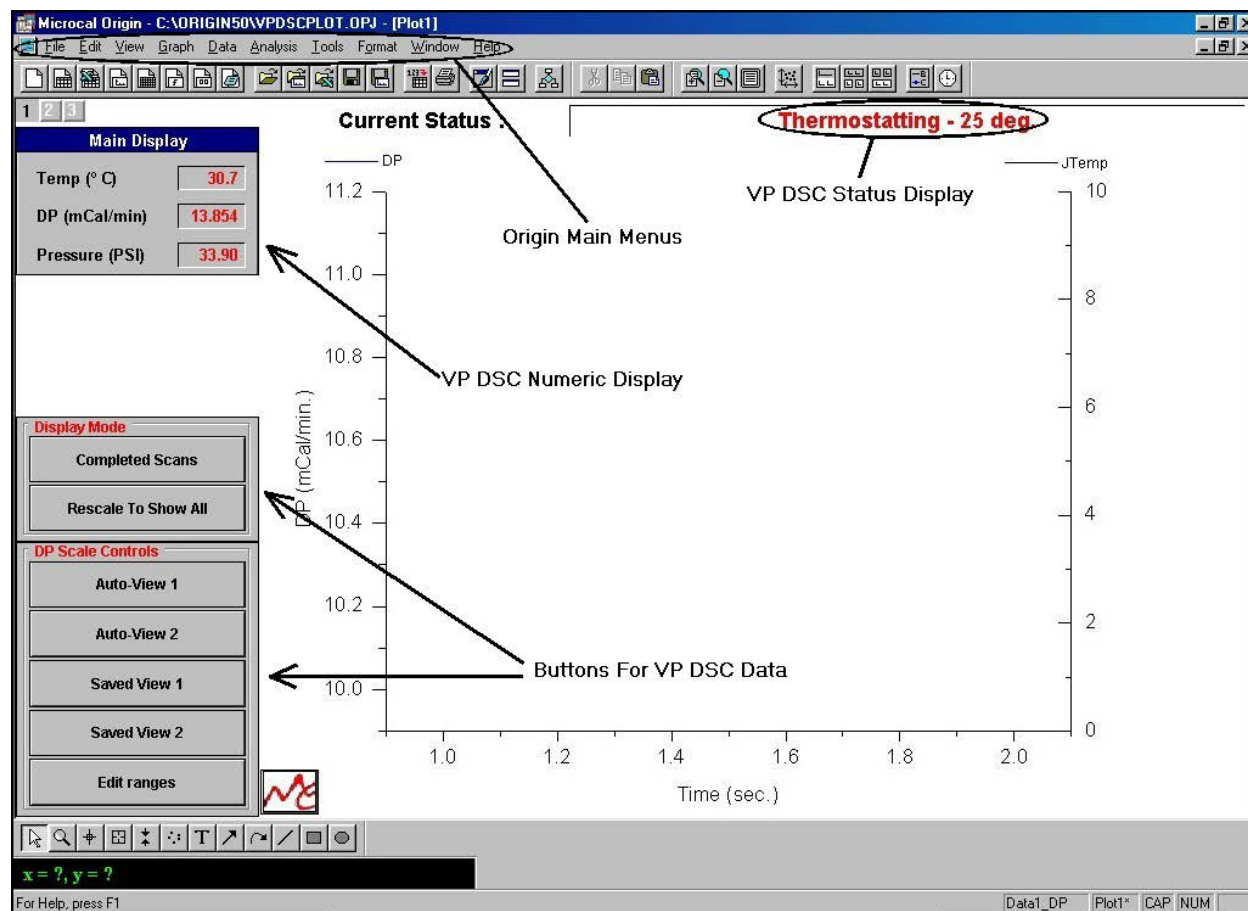 Microcal Origin - C:\ORIGIN50\VPDSCPLOT.OPJ - [Plot1]
File Edit View Graph Data Analysis Tools Format Window Help
1 2 3
Main Display
Temp (º C) 30.7
DP (mCal/min) 13.854
Pressure (PSI) 33.90
Current Status :
Thermostatting - 25 deg
DP
JTemp
VP DSC Status Display
Origin Main Menus
VP DSC Numeric Display
11.2
11.0
10.8
10.6
10.4
10.2
10.0
DP (mCal/min.)
10
8
6
4
2
0
Display Mode
Completed Scans
Rescale To Show All
DP Scale Controls
Auto-View 1
Auto-View 2
Saved View 1
Saved View 2
Edit ranges
Buttons For VP DSC Data
1.0 1.2 1.4 1.6 1.8 2.0
Time (sec.)
T
x = ?, y = ?
For Help, press F1
Data1_DP Plot1* CAP NUM